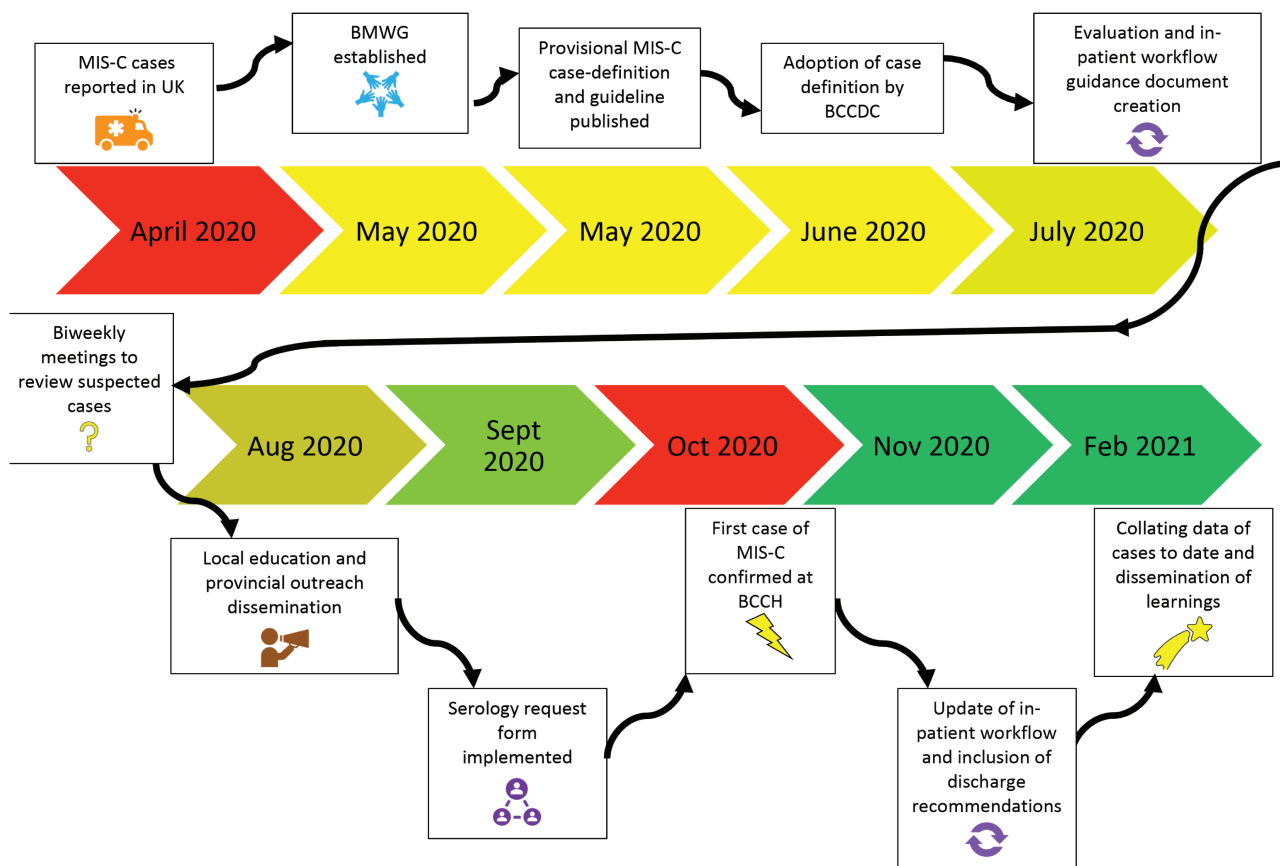 MIS-C cases
reported in UK
BMWG
established
Provisional MIS-C
case-definition
and guideline
published
Adoption of case
definition by
BCCDC
Evaluation and in-
patient workflow
guidance document
creation
April 2020
May 2020
May 2020
June 2020
July 2020
Biweekly
meetings to
review suspected
cases
?
Aug 2020
Sept
2020
Oct 2020
Nov 2020
Feb 2021
Local education and
provincial outreach
dissemination
Serology request
form
implemented
First case of
MIS-C
confirmed at
BCCH
Update of in-
patient workflow
and inclusion of
discharge
recommendations
Collating data of
cases to date and
dissemination of
learnings